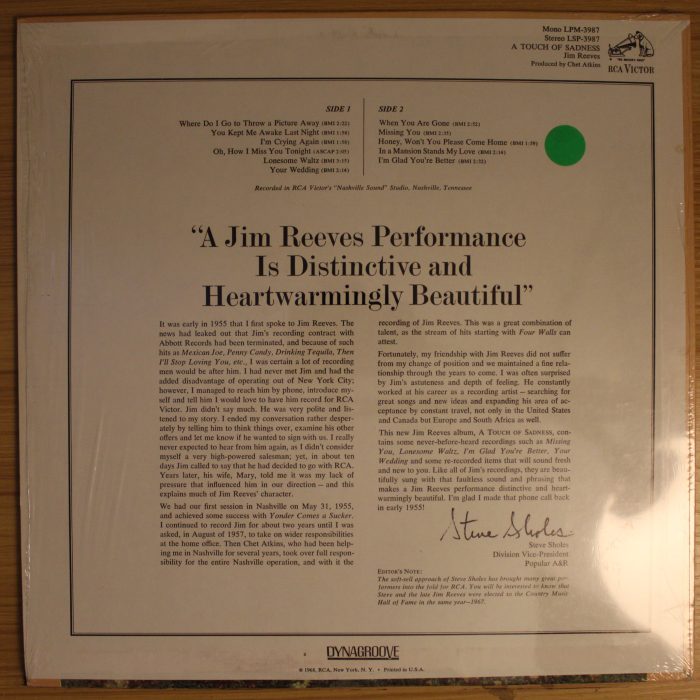 Mono LPM-3987
Stereo LSP-3987
A TOUCH OF SADNESS
Jim Reeves
Produced by Chet Atkins
"HIS MASTER'S VOICE"
RCA VICTOR
SIDE 1
Where Do I Go to Throw a Picture Away (BMI 2:22)
You Kept Me Awake Last Night (BMI 1:58)
I'm Crying Again (BMI 1:50)
Oh, How I Miss You Tonight (ASCAP 2:05)
Lonesome Waltz (BMI 3:15)
Your Wedding (BMI 2:16)
SIDE 2
When You Are Gone (BMI 2:52)
Missing You (BMI 2:35)
Honey, Won't You Please Come Home (BMI 1:59)
In a Mansion Stands My Love (BMI 2:16)
I'm Glad You're Better (BMI 2:32)
Recorded in RCA Victor's "Nashville Sound" Studio, Nashville, Tennessee
“A Jim Reeves Performance
Is Distinctive and
Heartwarmingly Beautiful”
It was early in 1955 that I first spoke to Jim Reeves. The
news had leaked out that Jim's recording contract with
Abbott Records had been terminated, and because of such
hits as Mexican Joe, Penny Candy, Drinking Tequila, Then
I'll Stop Loving You, etc., I was certain a lot of recording
men would be after him. I had never met Jim and had the
added disadvantage of operating out of New York City;
however, I managed to reach him by phone, introduce my-
self and tell him I would love to have him record for RCA
Victor. Jim didn't say much. He was very polite and lis-
tened to my story. I ended my conversation rather desper-
ately by telling him to think things over, examine his other
offers and let me know if he wanted to sign with us. I really
never expected to hear from him again, as I didn't consider
myself a very high-powered salesman; yet, in about ten
days Jim called to say that he had decided to go with RCA.
Years later, his wife, Mary, told me it was my lack of
pressure that influenced him in our direction — and this
explains much of Jim Reeves' character.
We had our first session in Nashville on May 31, 1955,
and achieved some success with Yonder Comes a Sucker.
I continued to record Jim for about two years until I was
asked, in August of 1957, to take on wider responsibilities
at the home office. Then Chet Atkins, who had been help-
ing me in Nashville for several years, took over full respon-
sibility for the entire Nashville operation, and with it the
recording of Jim Reeves. This was a great combination of
talent, as the stream of hits starting with Four Walls can
attest.
Fortunately, my friendship with Jim Reeves did not suffer
from my change of position and we maintained a fine rela-
tionship through the years to come. I was often surprised
by Jim's astuteness and depth of feeling. He constantly
worked at his career as a recording artist — searching for
great songs and new ideas and expanding his area of ac-
ceptance by constant travel, not only in the United States
and Canada but Europe and South Africa as well.
This new Jim Reeves album, A TOUCH OF SADNESS, con-
tains some never-before-heard recordings such as Missing
You, Lonesome Waltz, I'm Glad You're Better, Your
Wedding and some re-recorded items that will sound fresh
and new to you. Like all of Jim's recordings, they are beau-
tifully sung with that faultless sound and phrasing that
makes a Jim Reeves performance distinctive and heart-
warmingly beautiful. I'm glad I made that phone call back
in early 1955!
Steve Sholes
Steve Sholes
Division Vice-President
Popular A&R
EDITOR'S NOTE:
The soft-sell approach of Steve Sholes has brought many great per-
formers into the fold for RCA. You will be interested to know that
Steve and the late Jim Reeves were elected to the Country Music
Hall of Fame in the same year—1967.
DYNAGROOVE
© 1968, RCA, New York, N. Y. • Printed in U.S.A.